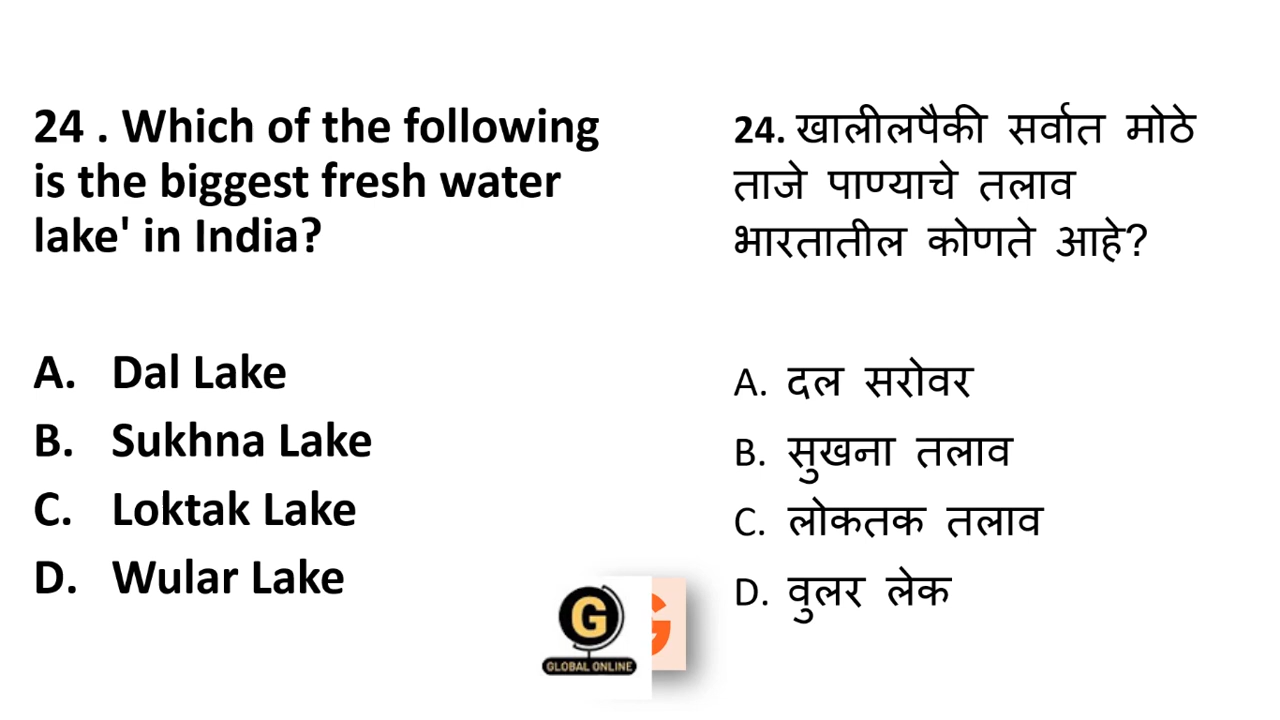 24 . Which of the following
is the biggest fresh water
lake' in India?
A. Dal Lake
B. Sukhna Lake
C. Loktak Lake
D. Wular Lake
24. खालीलपैकी सर्वात मोठे
ताजे पाण्याचे तलाव
भारतातील कोणते आहे?
A. दल सरोवर
B. सुखना तलाव
C. लोकतक तलाव
D. वुलर लेक
G
G
GLOBAL ONLINE